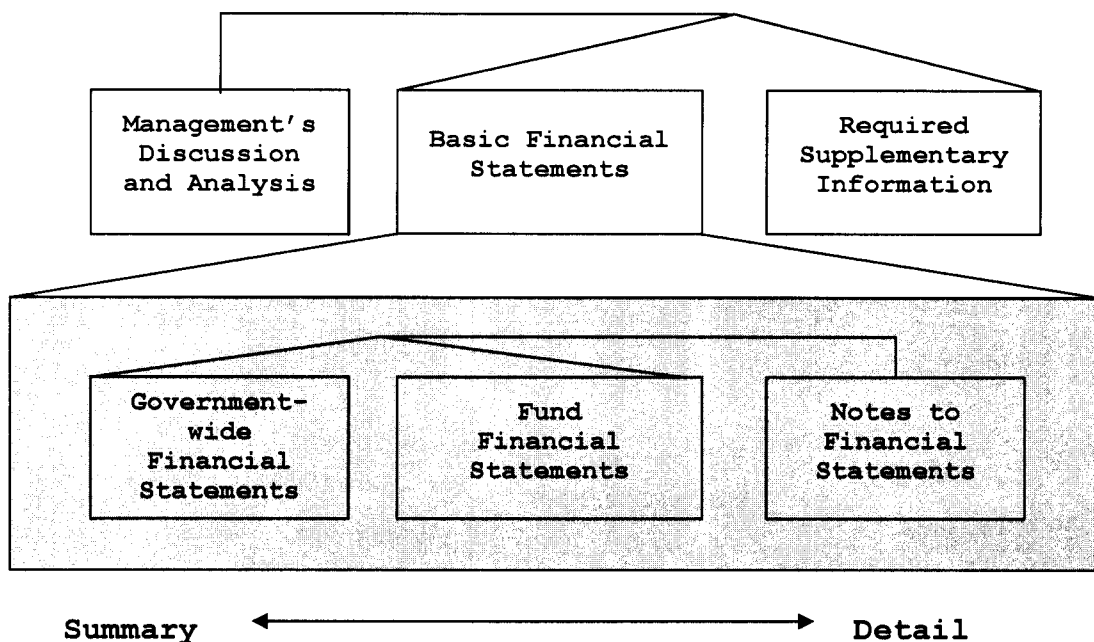 Management's
Discussion
and Analysis
Basic Financial
Statements
Required
Supplementary
Information
Government-
wide
Financial
Statements
Fund
Financial
Statements
Notes to
Financial
Statements
Summary
Detail